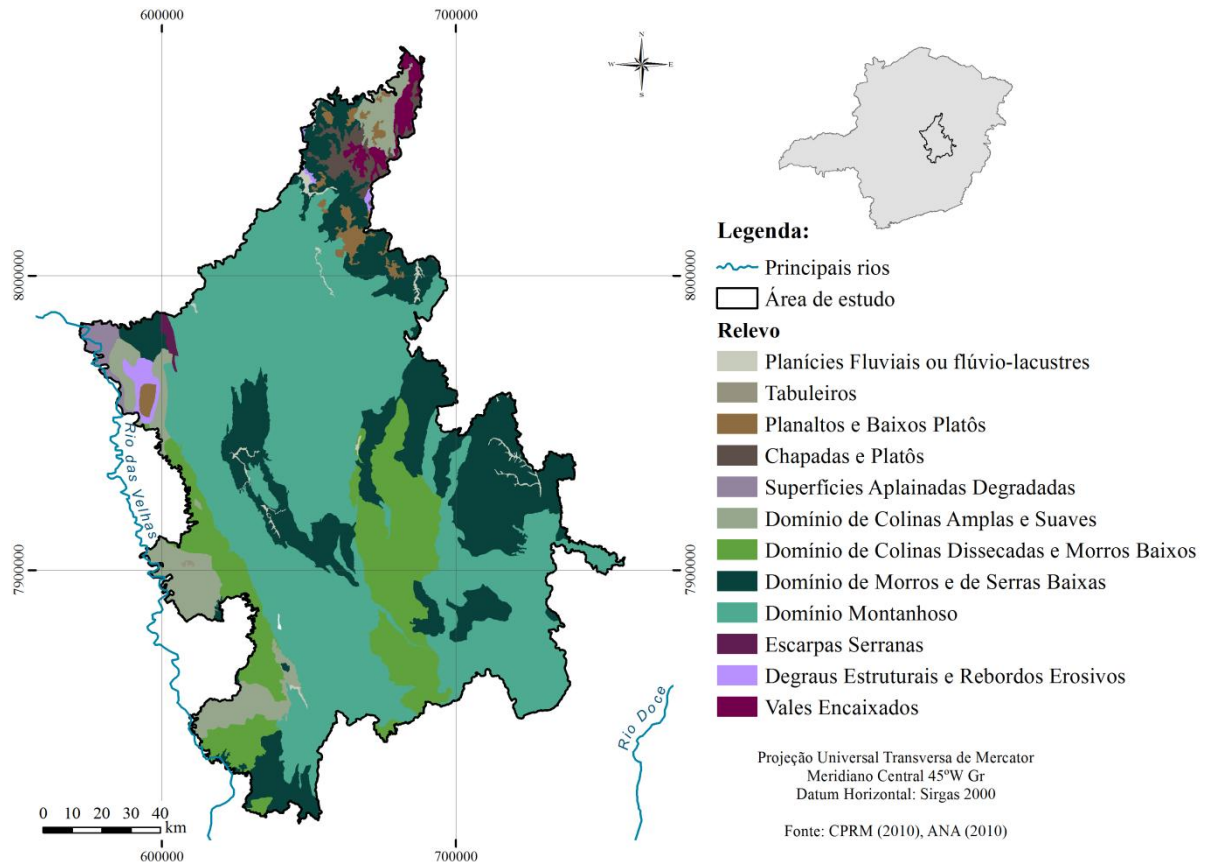 600000
700000
N
W
E
S
8000000
8000000
Legenda:
Principais rios
Área de estudo
Relevo
Planícies Fluviais ou flúvio-lacustres
Tabuleiros
Planaltos e Baixos Platôs
Chapadas e Platôs
Superfícies Aplainadas Degradadas
Domínio de Colinas Amplas e Suaves
Domínio de Colinas Dissecadas e Morros Baixos
Domínio de Morros e de Serras Baixas
Domínio Montanhoso
Escarpas Serranas
Degraus Estruturais e Rebordos Erosivos
Vales Encaixados
Rio das Velhas
7900000
7900000
Rio Doce
Projeção Universal Transversa de Mercator
Meridiano Central 45ºW Gr
Datum Horizontal: Sirgas 2000
Fonte: CPRM (2010), ANA (2010)
0 10 20 30 40
km
600000
700000